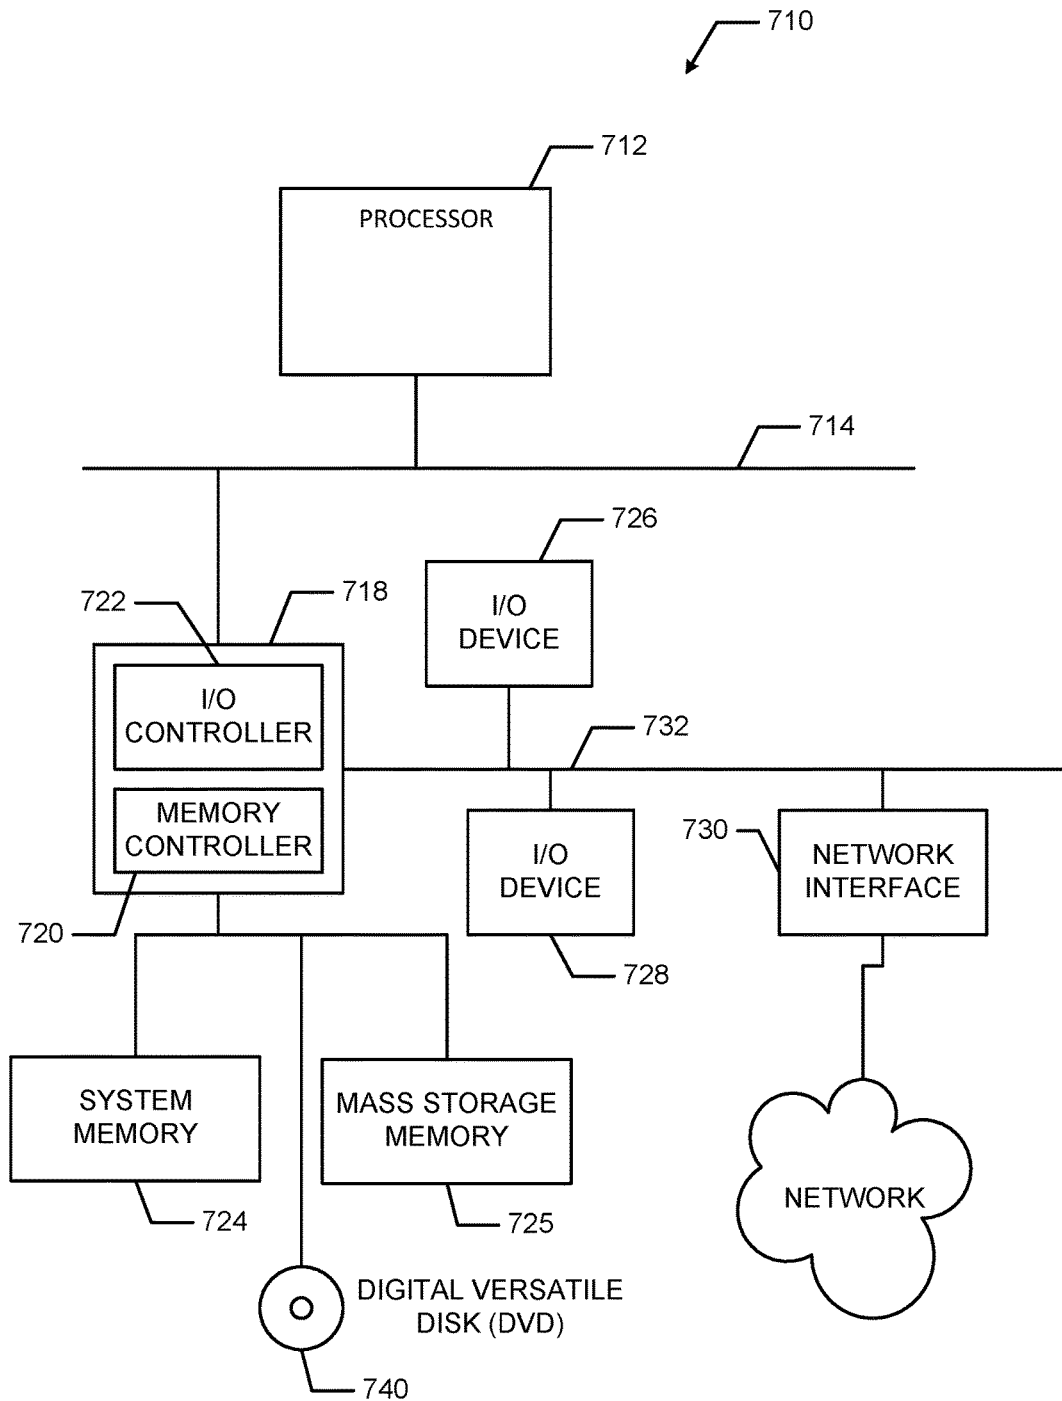 710
712
PROCESSOR
714
726
I/O
DEVICE
722
718
I/O
CONTROLLER
732
MEMORY
CONTROLLER
720
I/O
DEVICE
728
730
NETWORK
INTERFACE
SYSTEM
MEMORY
724
MASS STORAGE
MEMORY
725
NETWORK
DIGITAL VERSATILE
DISK (DVD)
740